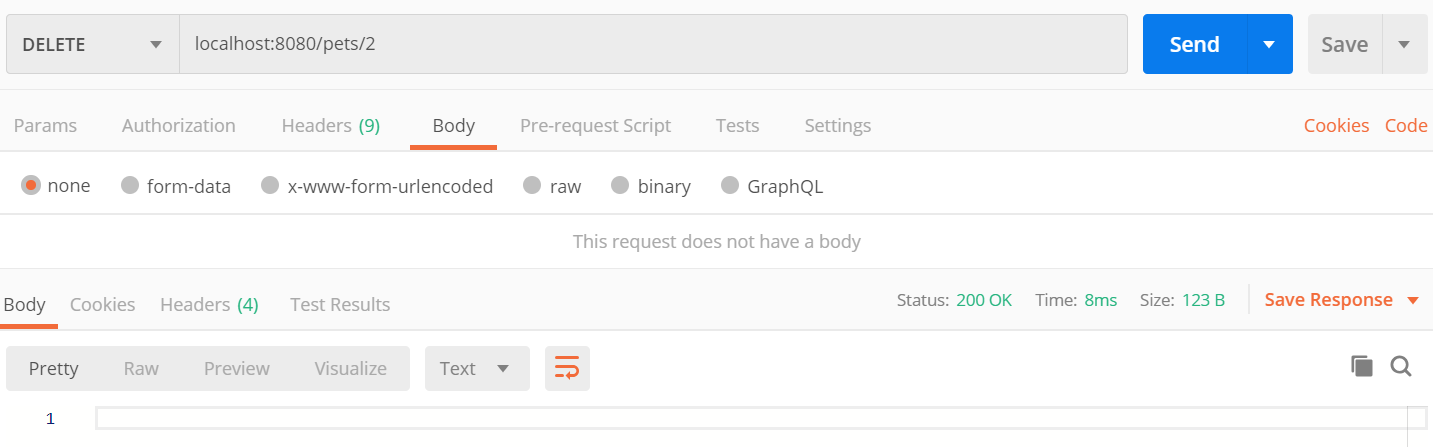 DELETE localhost:8080/pets/2 Send Save
Params Authorization Headers (9) Body Pre-request Script Tests Settings Cookies Code
none form-data x-www-form-urlencoded raw binary GraphQL
This request does not have a body
Body Cookies Headers (4) Test Results Status: 200 OK Time: 8ms Size: 123 B Save Response
Pretty Raw Preview Visualize Text
1